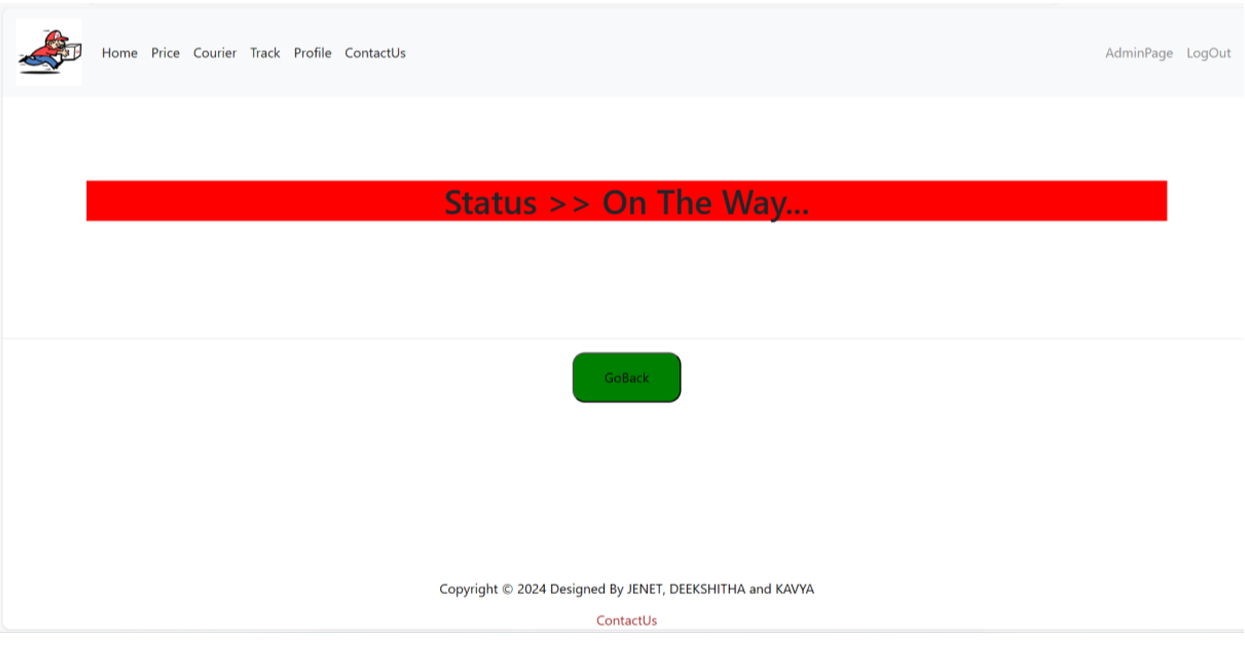 Home Price Courier Track Profile ContactUs AdminPage LogOut
Status >> On The Way...
GoBack
Copyright © 2024 Designed By JENET, DEEKSHITHA and KAVYA
ContactUs